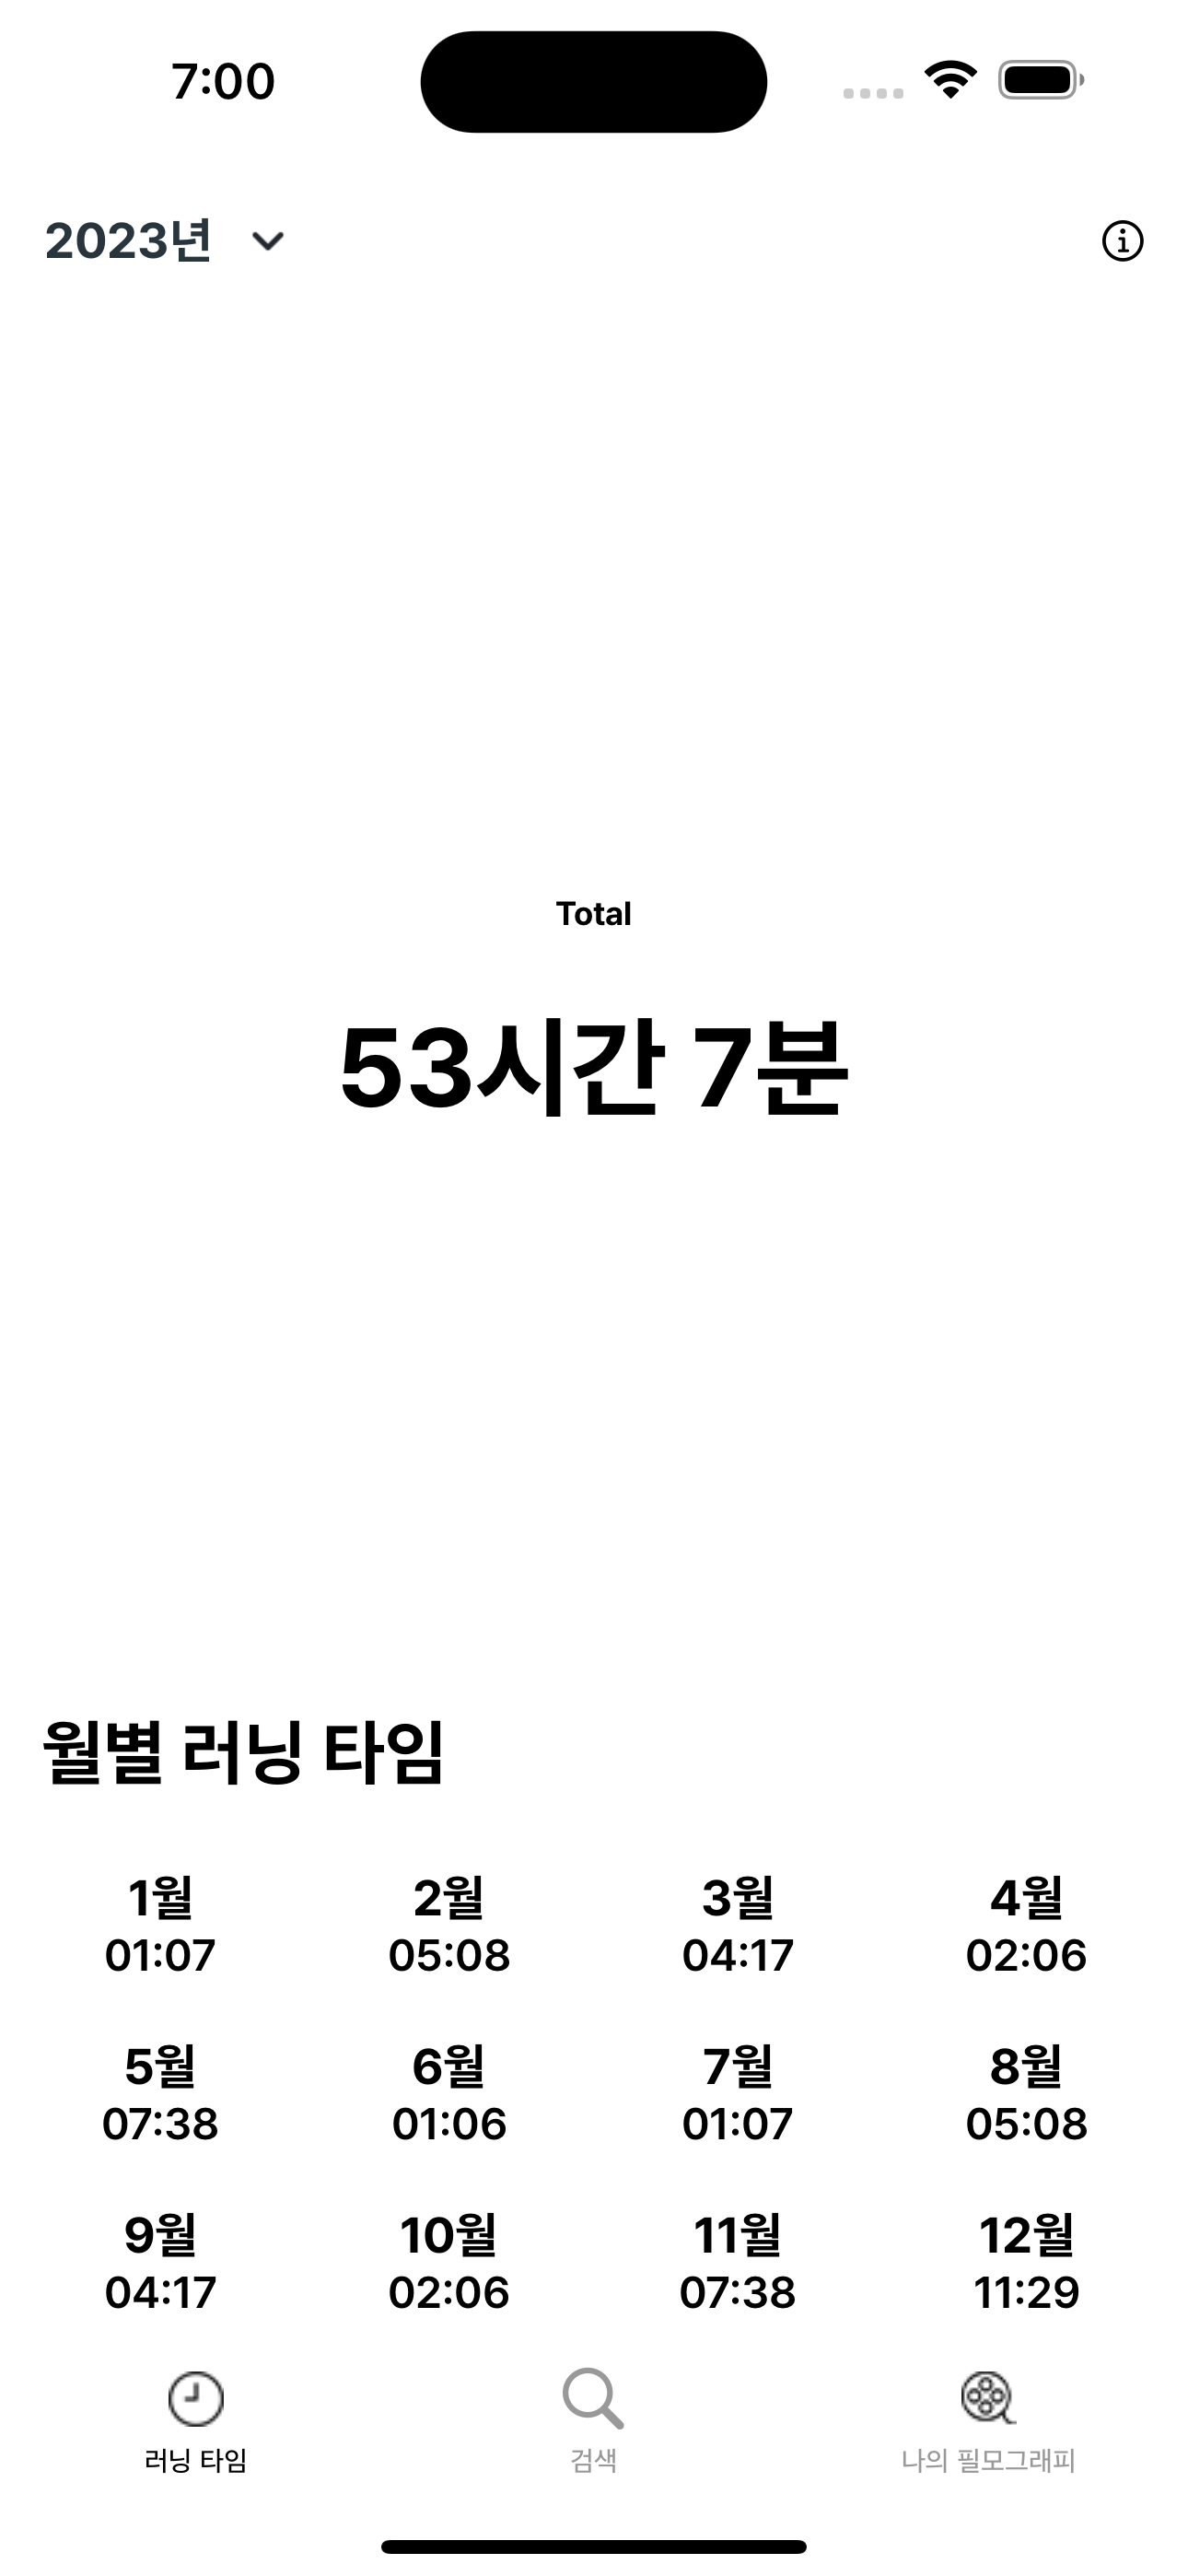 7:00
2023년
Total
53시간 7분
월별 러닝 타임
1월 2월 3월 4월
01:07 05:08 04:17 02:06
5월 6월 7월 8월
07:38 01:06 01:07 05:08
9월 10월 11월 12월
04:17 02:06 07:38 11:29
러닝 타임 검색 나의 필모그래피